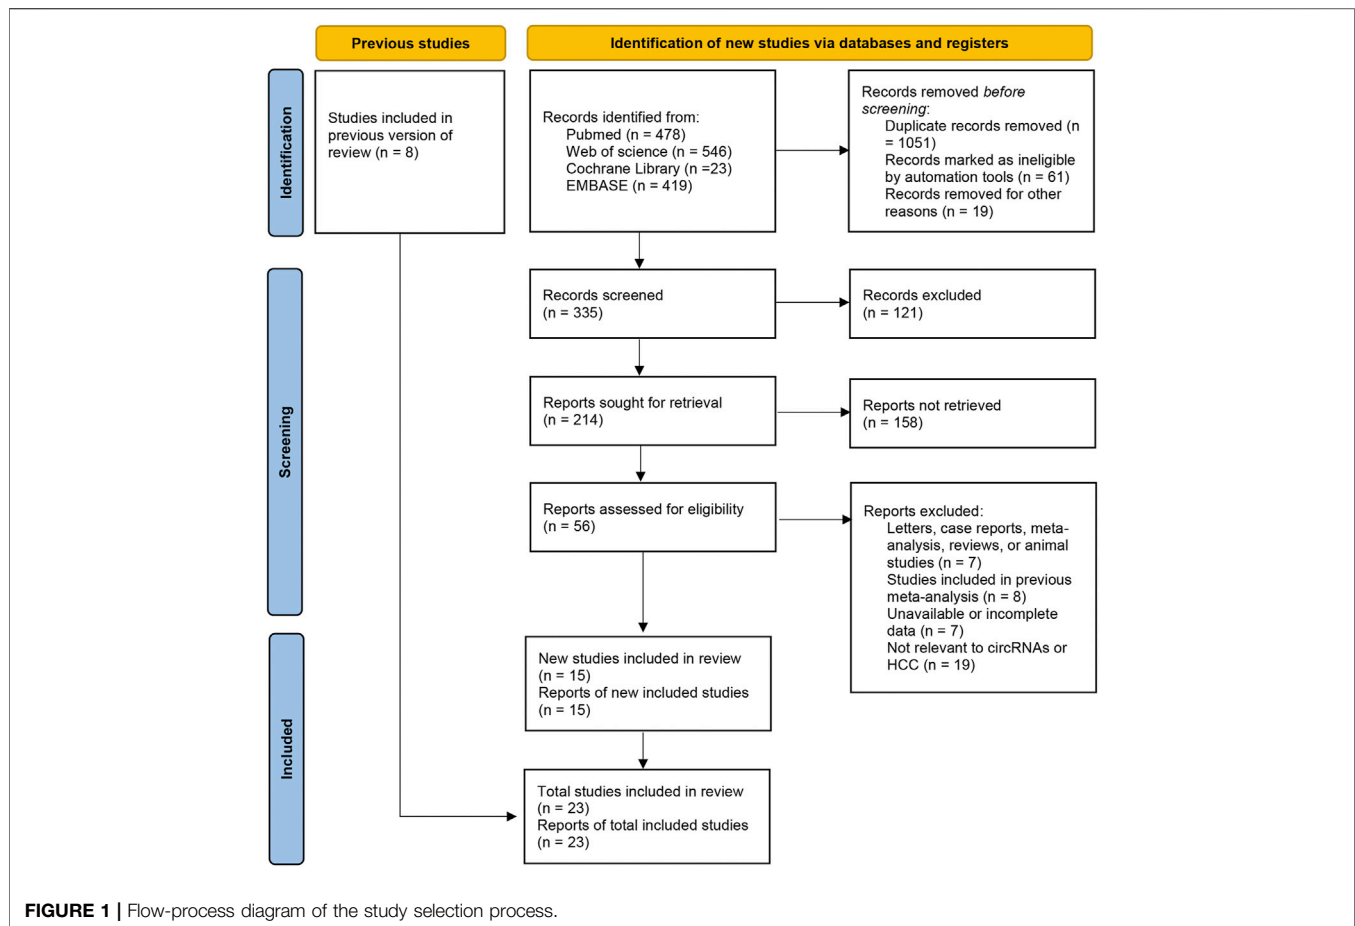 Previous studies
Identification of new studies via databases and registers
Identification
Studies included in
previous version of
review (n = 8)
Records identified from:
Pubmed (n = 478)
Web of science (n = 546)
Cochrane Library (n =23)
EMBASE (n = 419)
Records removed before
screening:
Duplicate records removed (n
= 1051)
Records marked as ineligible
by automation tools (n = 61)
Records removed for other
reasons (n = 19)
Screening
Records screened
(n = 335)
Records excluded
(n = 121)
Reports sought for retrieval
(n = 214)
Reports not retrieved
(n = 158)
Reports assessed for eligibility
(n = 56)
Reports excluded:
Letters, case reports, meta-
analysis, reviews, or animal
studies (n = 7)
Studies included in previous
meta-analysis (n = 8)
Unavailable or incomplete
data (n = 7)
Not relevant to circRNAs or
HCC (n = 19)
Included
New studies included in review
(n = 15)
Reports of new included studies
(n = 15)
Total studies included in review
(n = 23)
Reports of total included studies
(n = 23)
FIGURE 1 | Flow-process diagram of the study selection process.